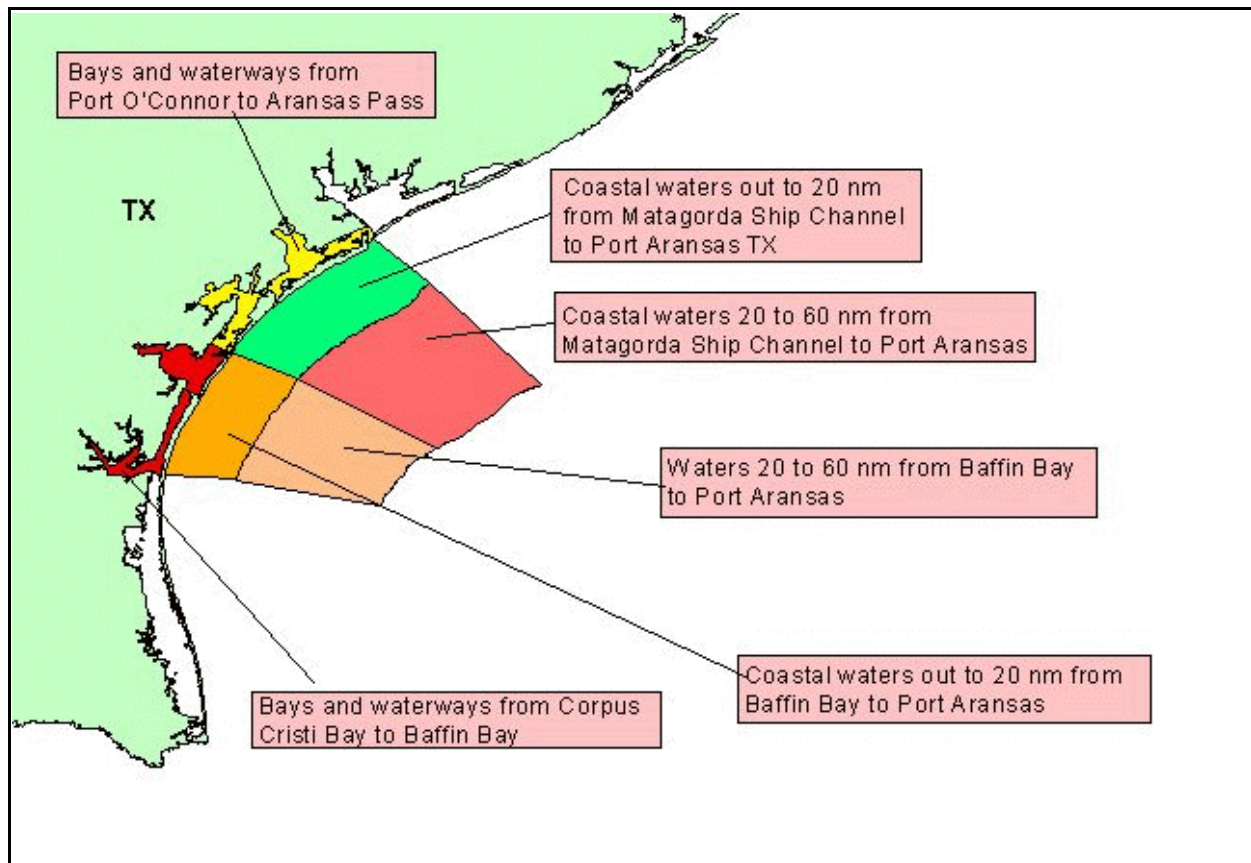 Bays and waterways from
Port O'Connor to Aransas Pass
TX
Coastal waters out to 20 nm
from Matagorda Ship Channel
to Port Aransas TX
Coastal waters 20 to 60 nm from
Matagorda Ship Channel to Port Aransas
Waters 20 to 60 nm from Baffin Bay
to Port Aransas
Coastal waters out to 20 nm from
Baffin Bay to Port Aransas
Bays and waterways from Corpus
Cristi Bay to Baffin Bay